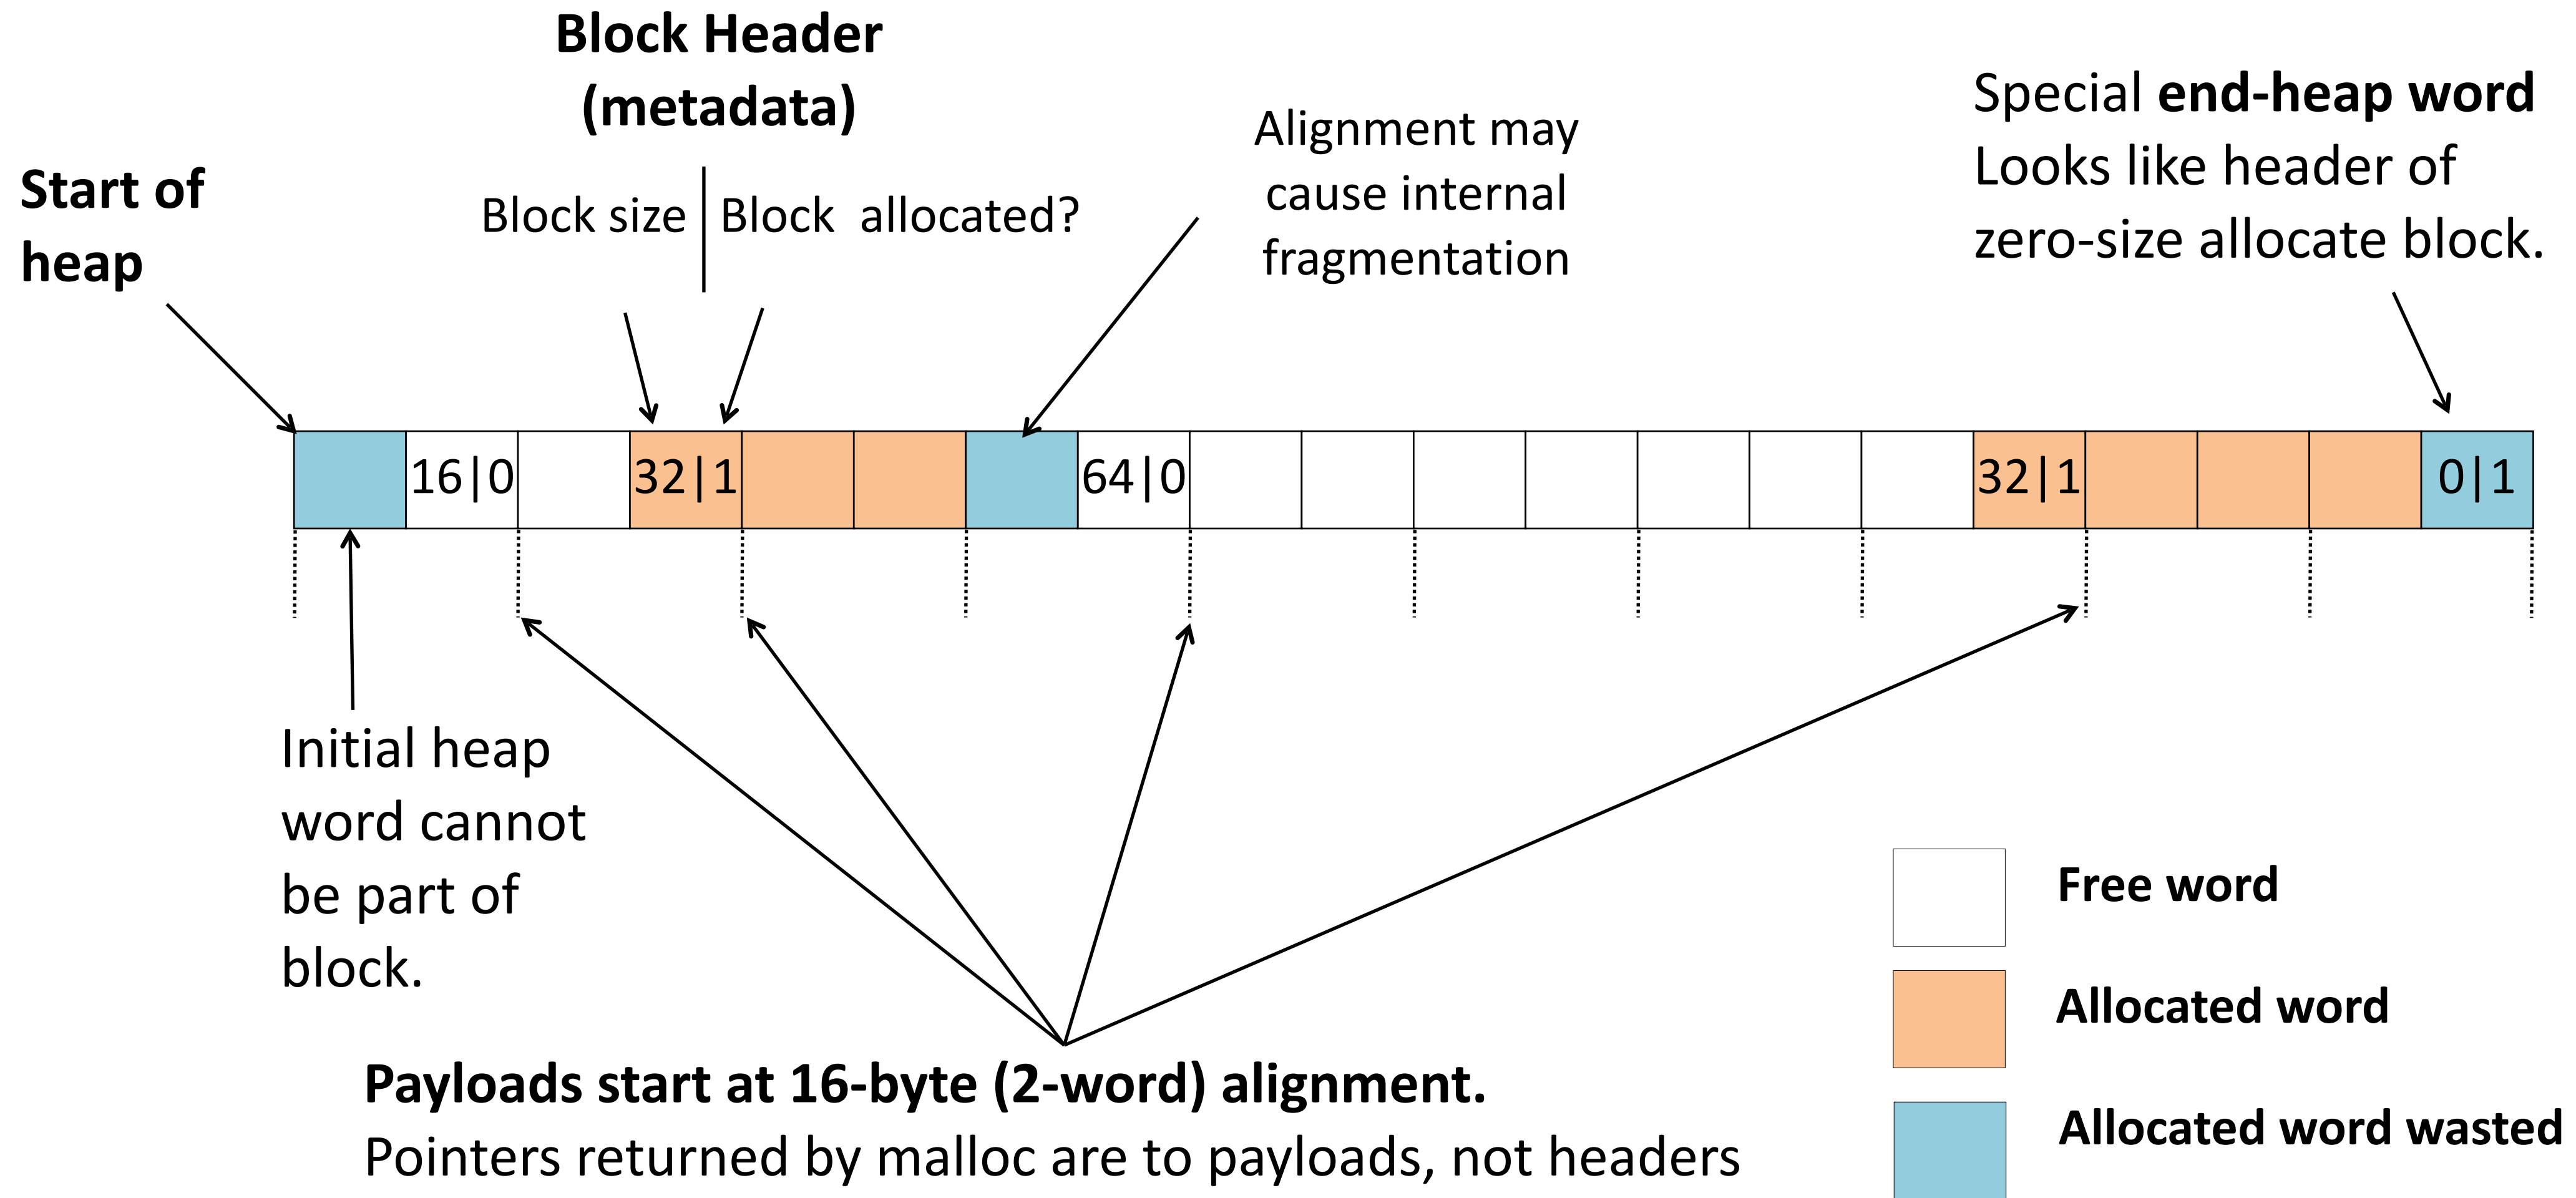 Block Header
(metadata)
Block size | Block allocated?
Start of
heap
Alignment may
cause internal
fragmentation
Special end-heap word
Looks like header of
zero-size allocate block.
16|0
32|1
64|0
32|1
0|1
Initial heap
word cannot
be part of
block.
Payloads start at 16-byte (2-word) alignment.
Pointers returned by malloc are to payloads, not headers
Free word
Allocated word
Allocated word wasted